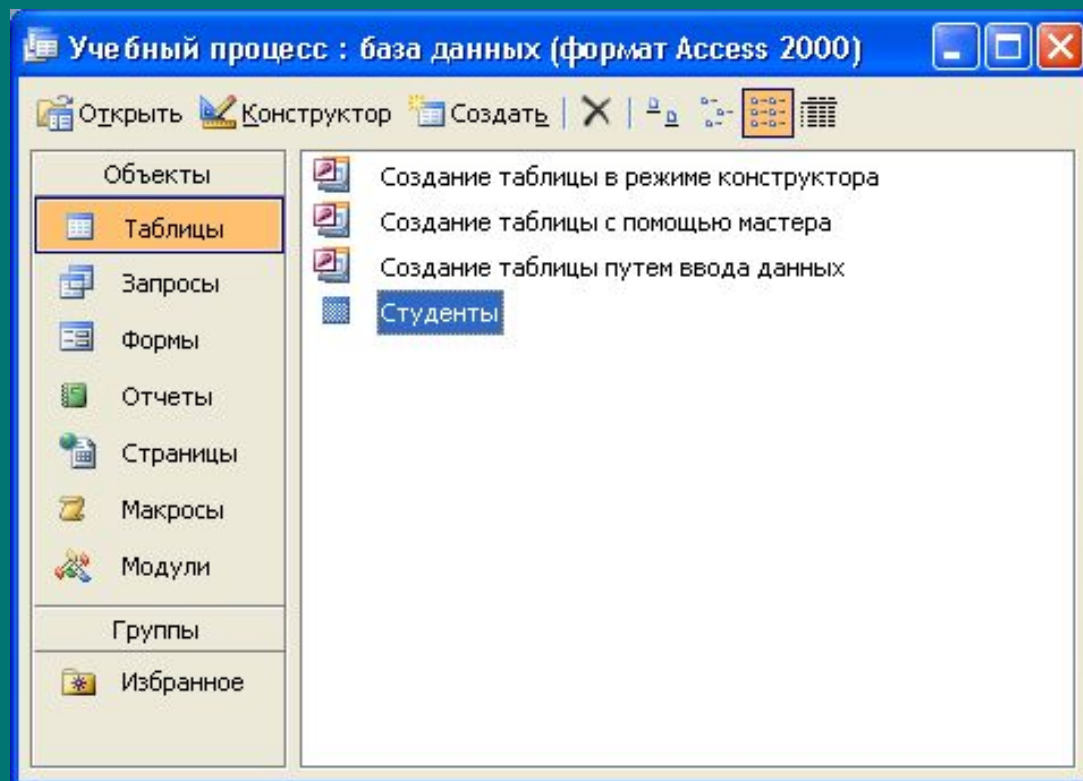 Учебный процесс : база данных (формат Access 2000)
Открыть Конструктор Создать
Объекты
Таблицы
Запросы
Формы
Отчеты
Страницы
Макросы
Модули
Группы
Избранное
Создание таблицы в режиме конструктора
Создание таблицы с помощью мастера
Создание таблицы путем ввода данных
Студенты